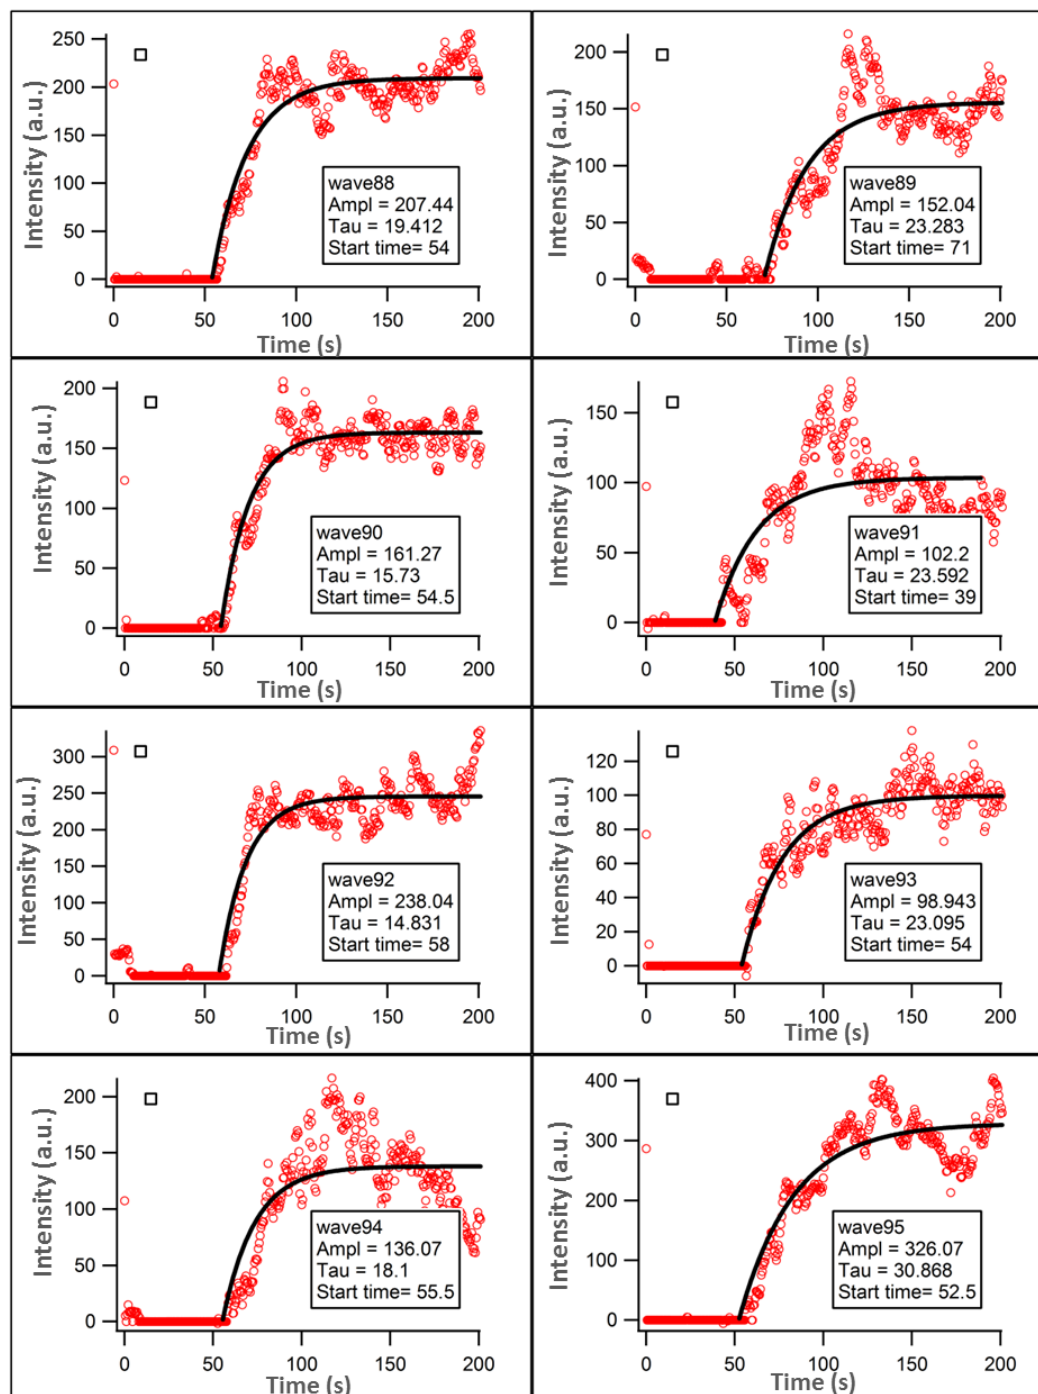 250
200
150
100
50
0
Intensity (a.u.)
wave88
Ampl = 207.44
Tau = 19.412
Start time= 54
0 50 100 150 200
Time (s)
200
150
100
50
0
Intensity (a.u.)
wave89
Ampl = 152.04
Tau = 23.283
Start time= 71
0 50 100 150 200
Time (s)
200
150
100
50
0
Intensity (a.u.)
wave90
Ampl = 161.27
Tau = 15.73
Start time= 54.5
0 50 100 150 200
Time (s)
150
100
50
0
Intensity (a.u.)
wave91
Ampl = 102.2
Tau = 23.592
Start time= 39
0 50 100 150 200
Time (s)
300
250
200
150
100
50
0
Intensity (a.u.)
wave92
Ampl = 238.04
Tau = 14.831
Start time= 58
0 50 100 150 200
Time (s)
120
100
80
60
40
20
0
Intensity (a.u.)
wave93
Ampl = 98.943
Tau = 23.095
Start time= 54
0 50 100 150 200
Time (s)
200
150
100
50
0
Intensity (a.u.)
wave94
Ampl = 136.07
Tau = 18.1
Start time= 55.5
0 50 100 150 200
Time (s)
400
300
200
100
0
Intensity (a.u.)
wave95
Ampl = 326.07
Tau = 30.868
Start time= 52.5
0 50 100 150 200
Time (s)